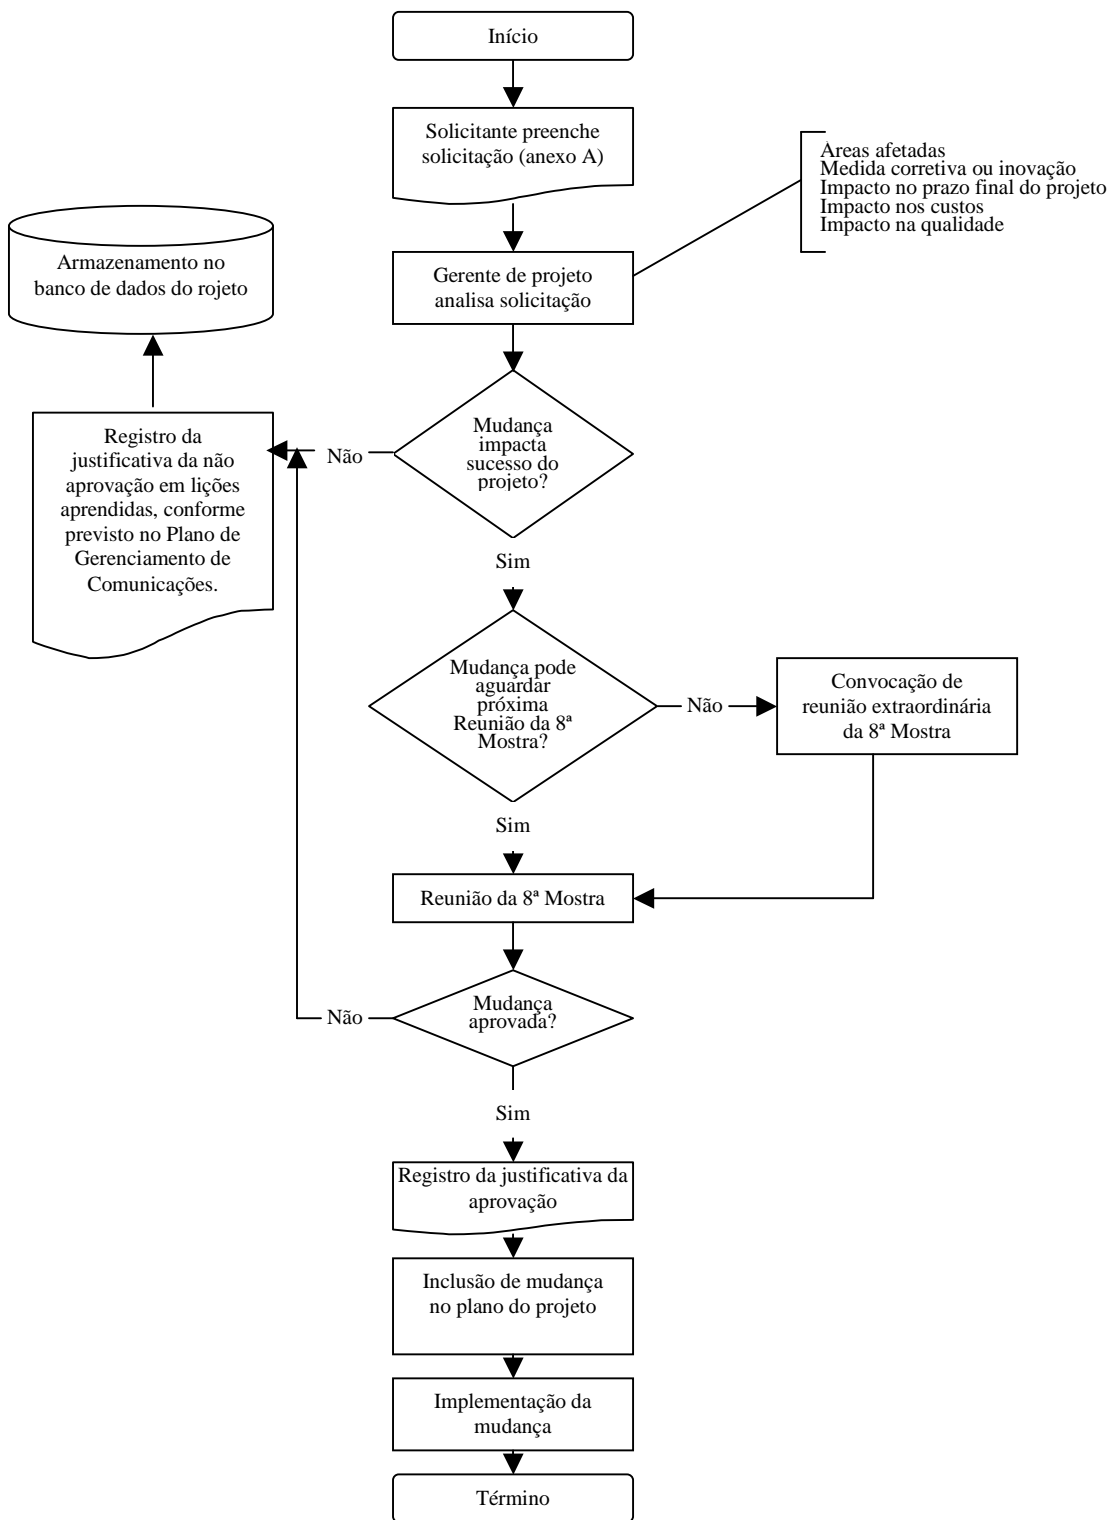 Início
Solicitante preenche
solicitação (anexo A)
Áreas afetadas
Medida corretiva ou inovação
Impacto no prazo final do projeto
Impacto nos custos
Impacto na qualidade
Armazenamento no
banco de dados do rojeto
Gerente de projeto
analisa solicitação
Mudança
impacta
sucesso do
projeto?
Não
Registro da
justificativa da não
aprovação em lições
aprendidas, conforme
previsto no Plano de
Gerenciamento de
Comunicações.
Sim
Mudança pode
aguardar
próxima
Reunião da 8ª
Mostra?
Não
Convocação de
reunião extraordinária
da 8ª Mostra
Sim
Reunião da 8ª Mostra
Mudança
aprovada?
Não
Sim
Registro da justificativa da
aprovação
Inclusão de mudança
no plano do projeto
Implementação da
mudança
Término